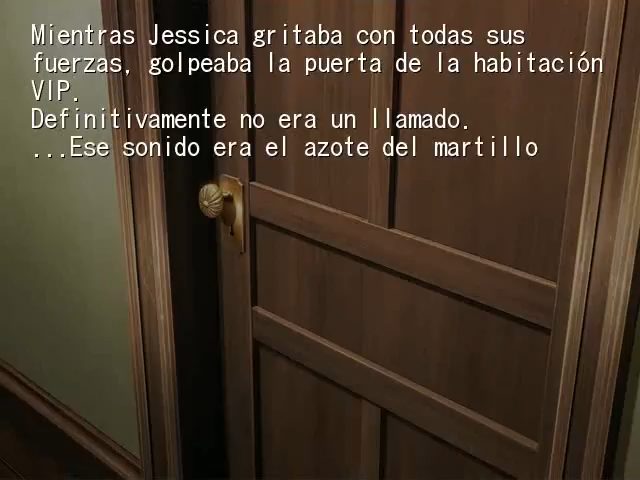 Mientras Jessica gritaba con todas sus
fuerzas, golpeaba la puerta de la habitación
VIP.
Definitivamente no era un llamado.
...Ese sonido era el azote del martillo